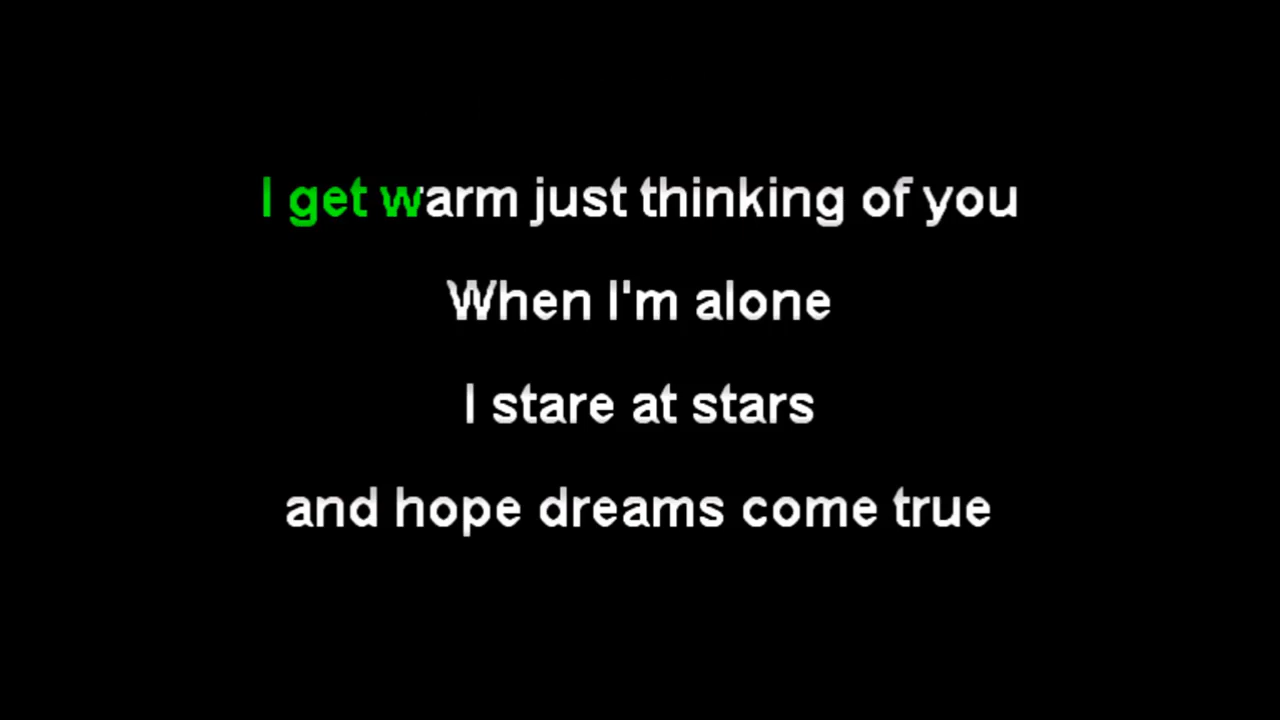 I get warm just thinking of you
When I'm alone
I stare at stars
and hope dreams come true